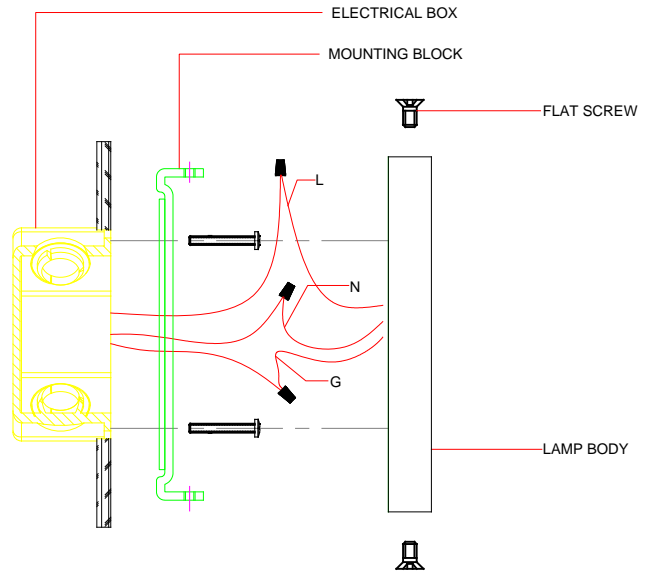 ELECTRICAL BOX
MOUNTING BLOCK
FLAT SCREW
L
N
G
LAMP BODY